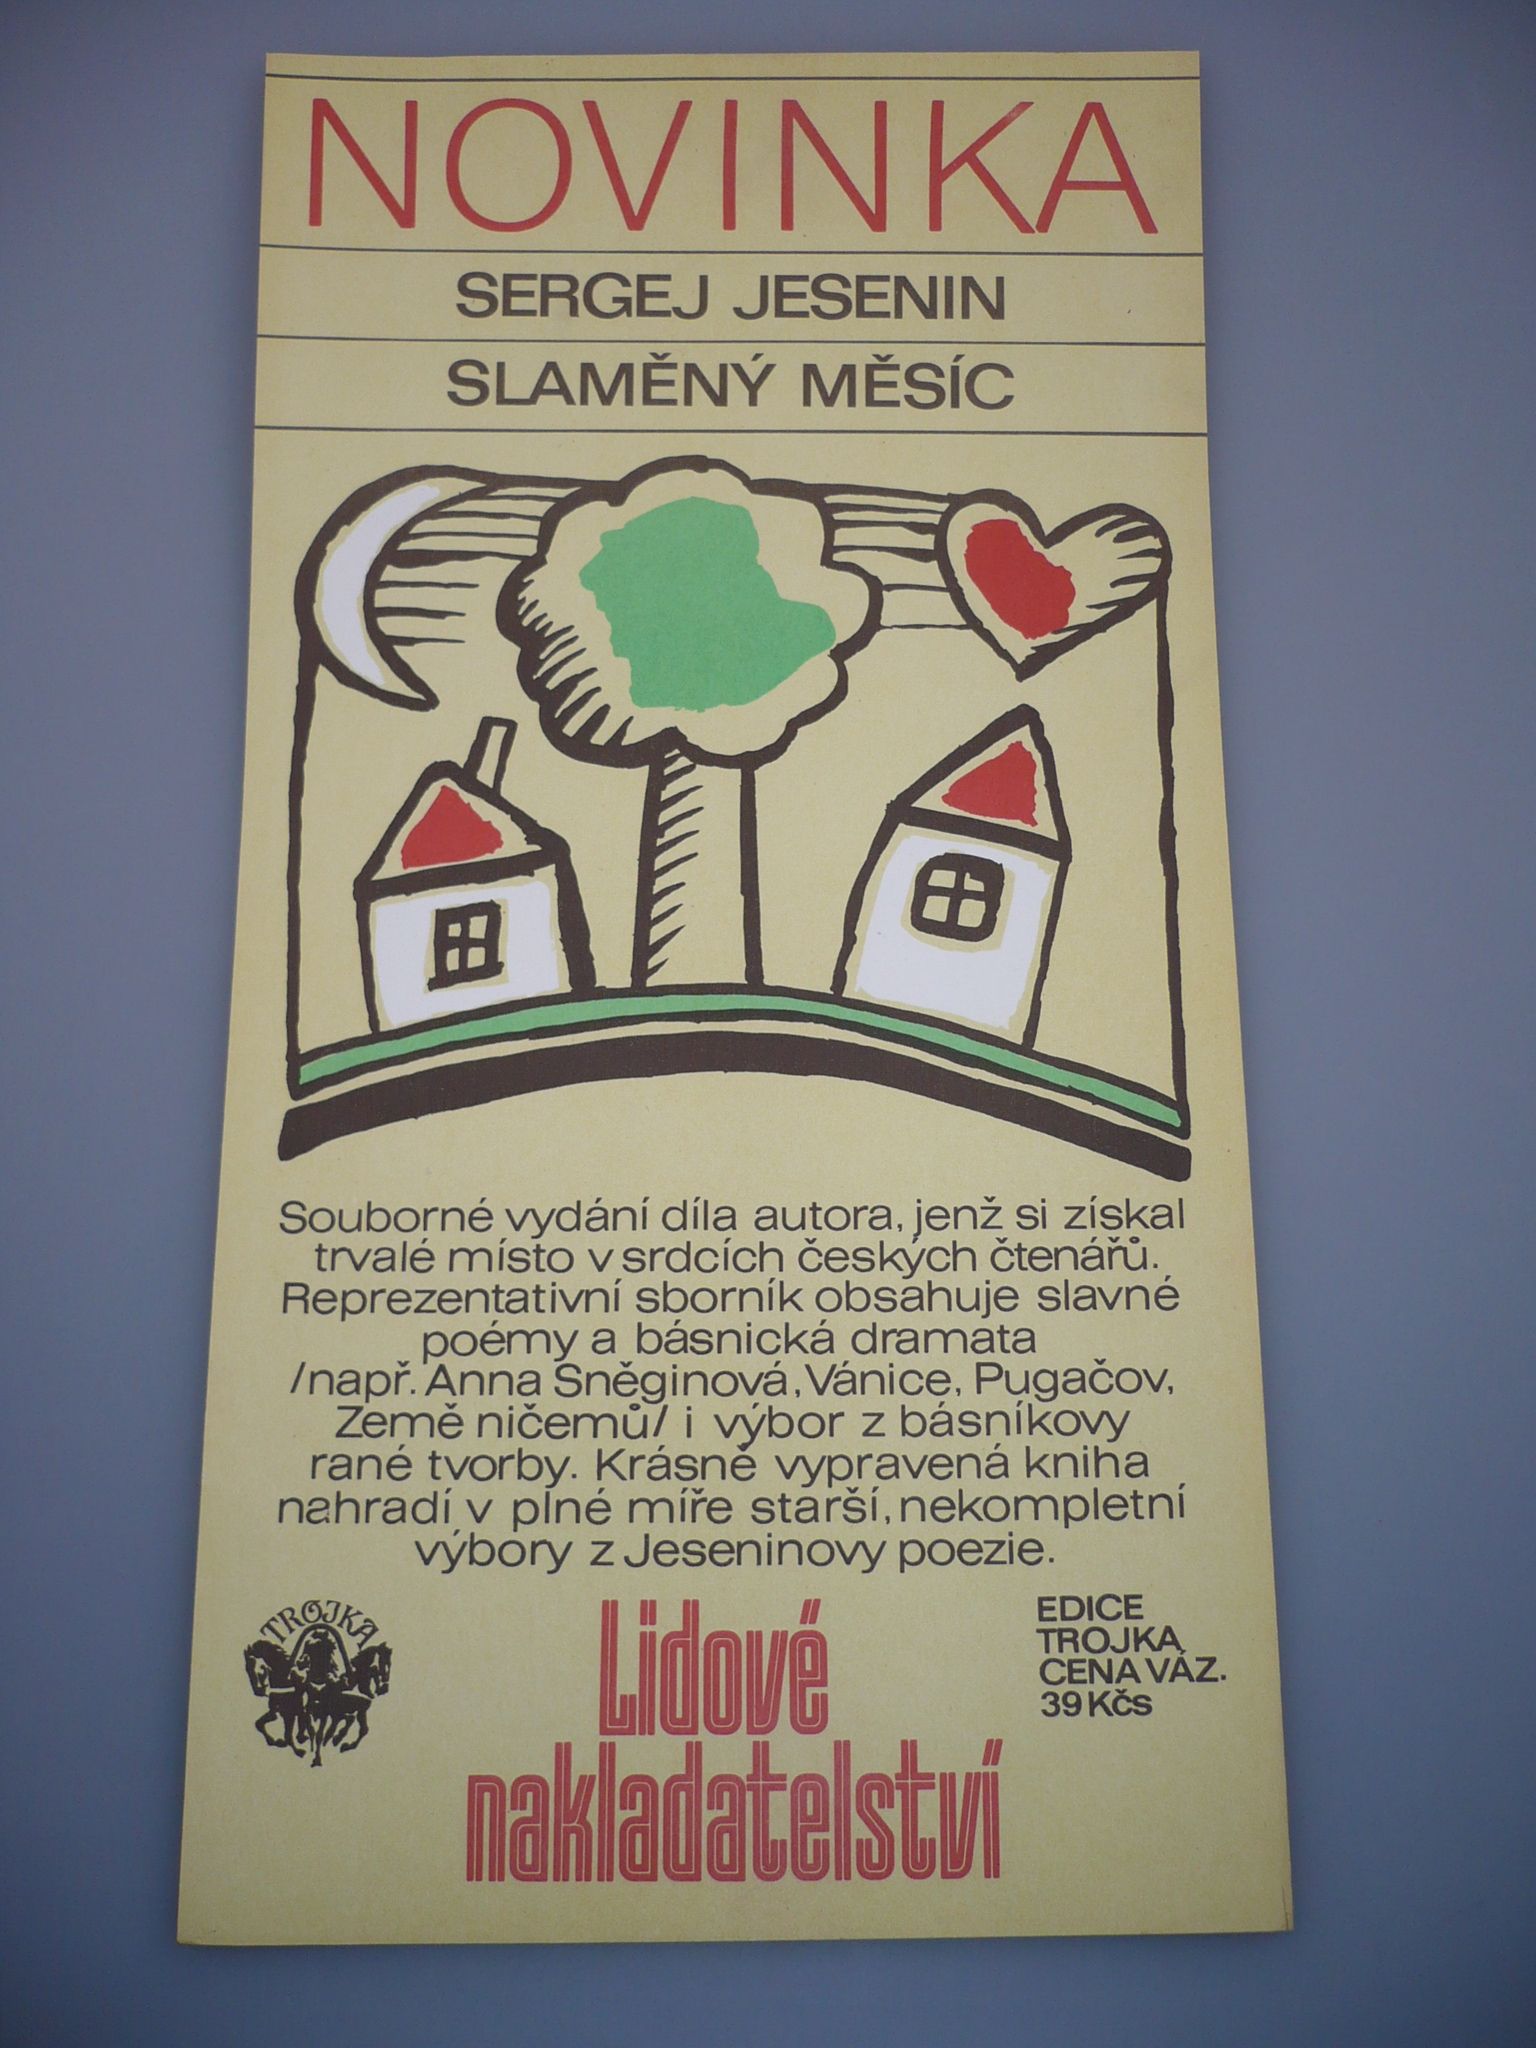 NOVINKA
SERGEJ JESENIN
SLAMĚNÝ MĚSÍC
Souborné vydání díla autora, jenž si získal
trvalé místo v srdcích českých čtenářů.
Reprezentativní sborník obsahuje slavné
poémy a básnická dramata
/např. Anna Sněginová, Vánice, Pugačov,
Země ničemů/ i výbor z básníkovy
rané tvorby. Krásně vypravená kniha
nahradí v plné míře starší, nekompletní
výbory z Jeseninovy poezie.
TROJKA
Lidové
nakladatelství
EDICE
TROJKA
CENA VÁZ.
39 Kčs